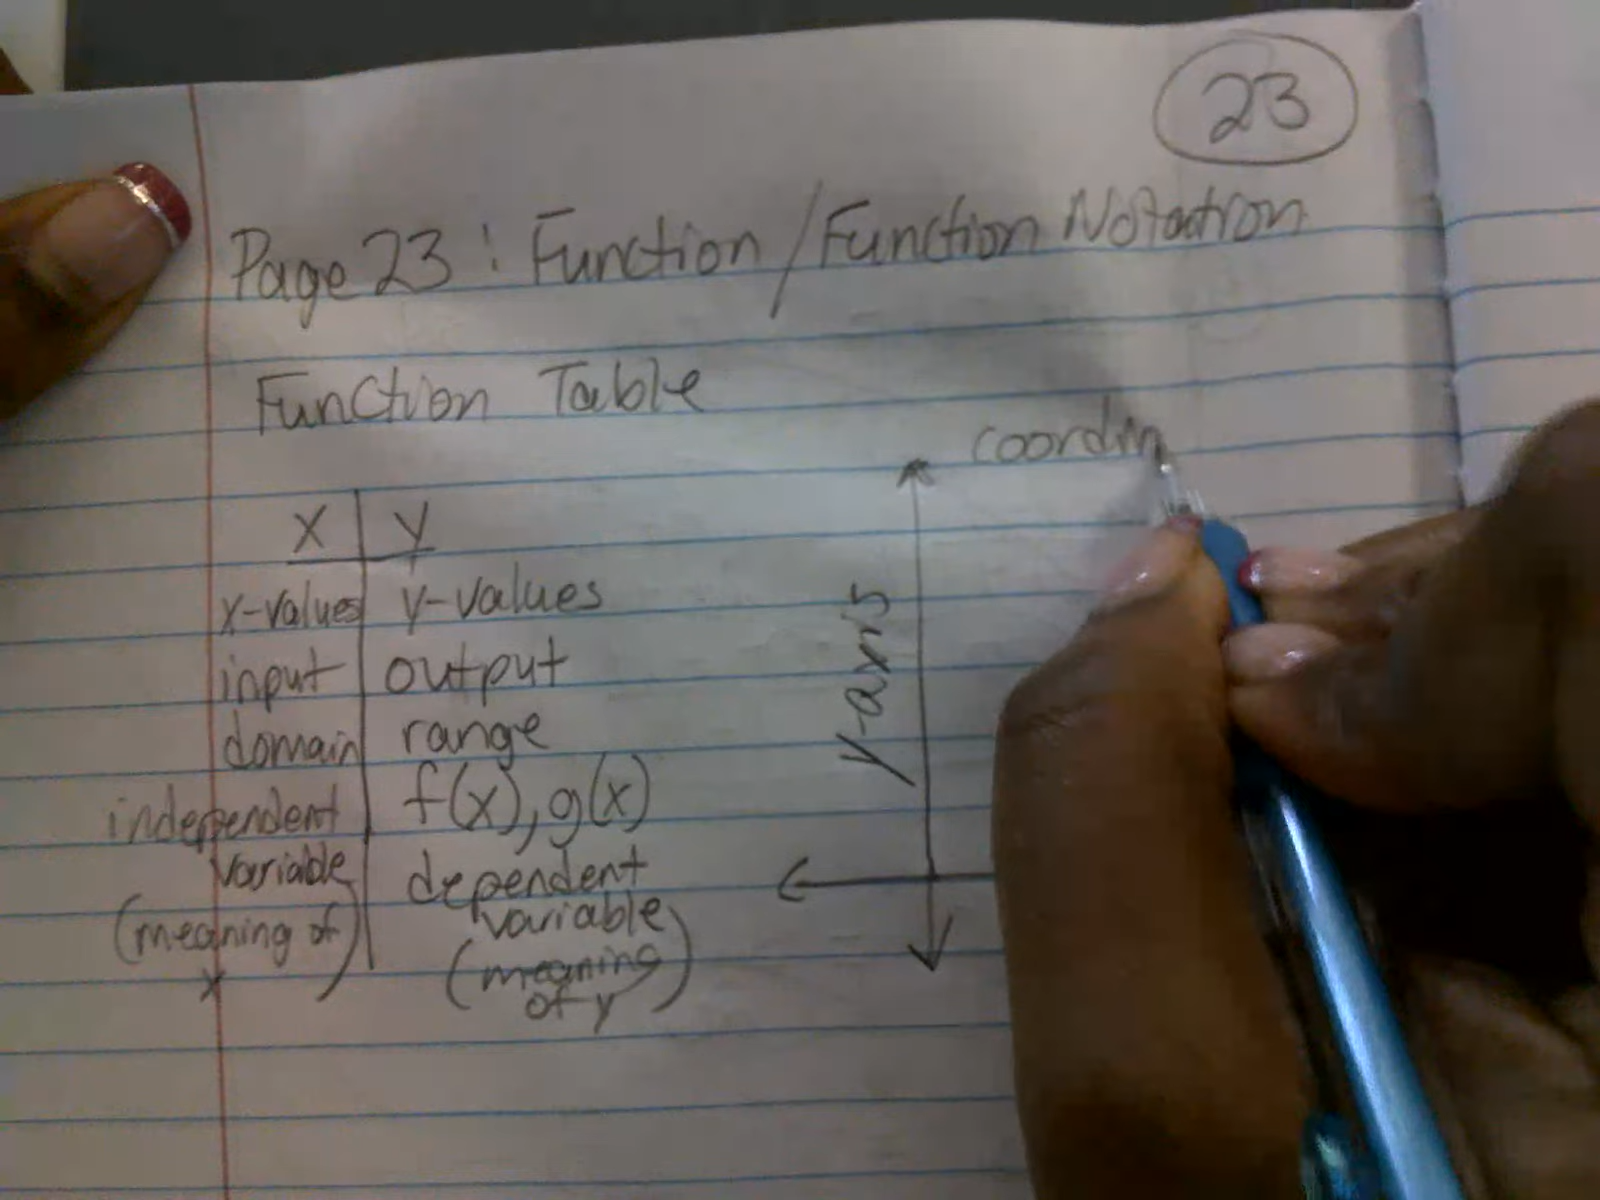 23
Page 23: Function/Function Notation
Function Table
coordin
x | y
x-values | y-values
input | output
domain | range
independent variable (meaning of x) | f(x), g(x)
dependent variable (meaning of y)
y-axis